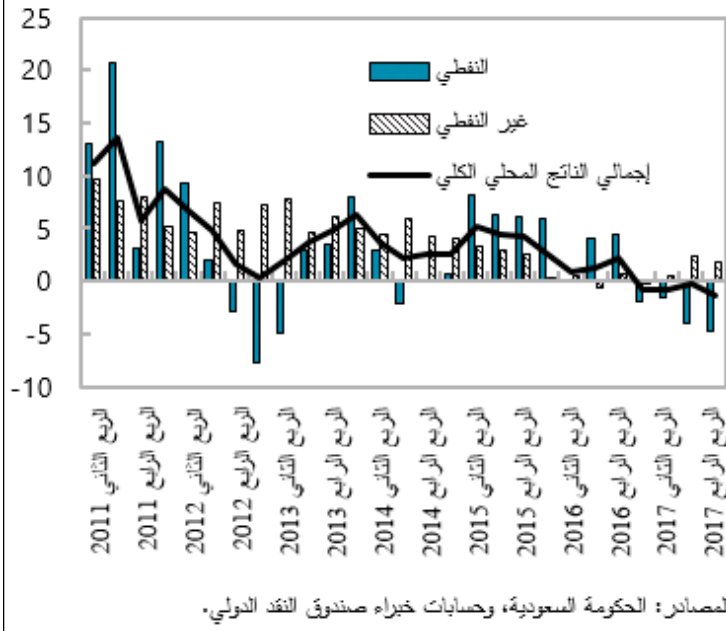 25
20
15
10
5
0
-5
-10
النفطي
غير النفطي
إجمالي الناتج المحلي الكلي
الربع الثاني 2011
الربع الرابع 2011
الربع الثاني 2012
الربع الرابع 2012
الربع الثاني 2013
الربع الرابع 2013
الربع الثاني 2014
الربع الرابع 2014
الربع الثاني 2015
الربع الرابع 2015
الربع الثاني 2016
الربع الرابع 2016
الربع الثاني 2017
الربع الرابع 2017
المصادر: الحكومة السعودية، وحسابات خبراء صندوق النقد الدولي.